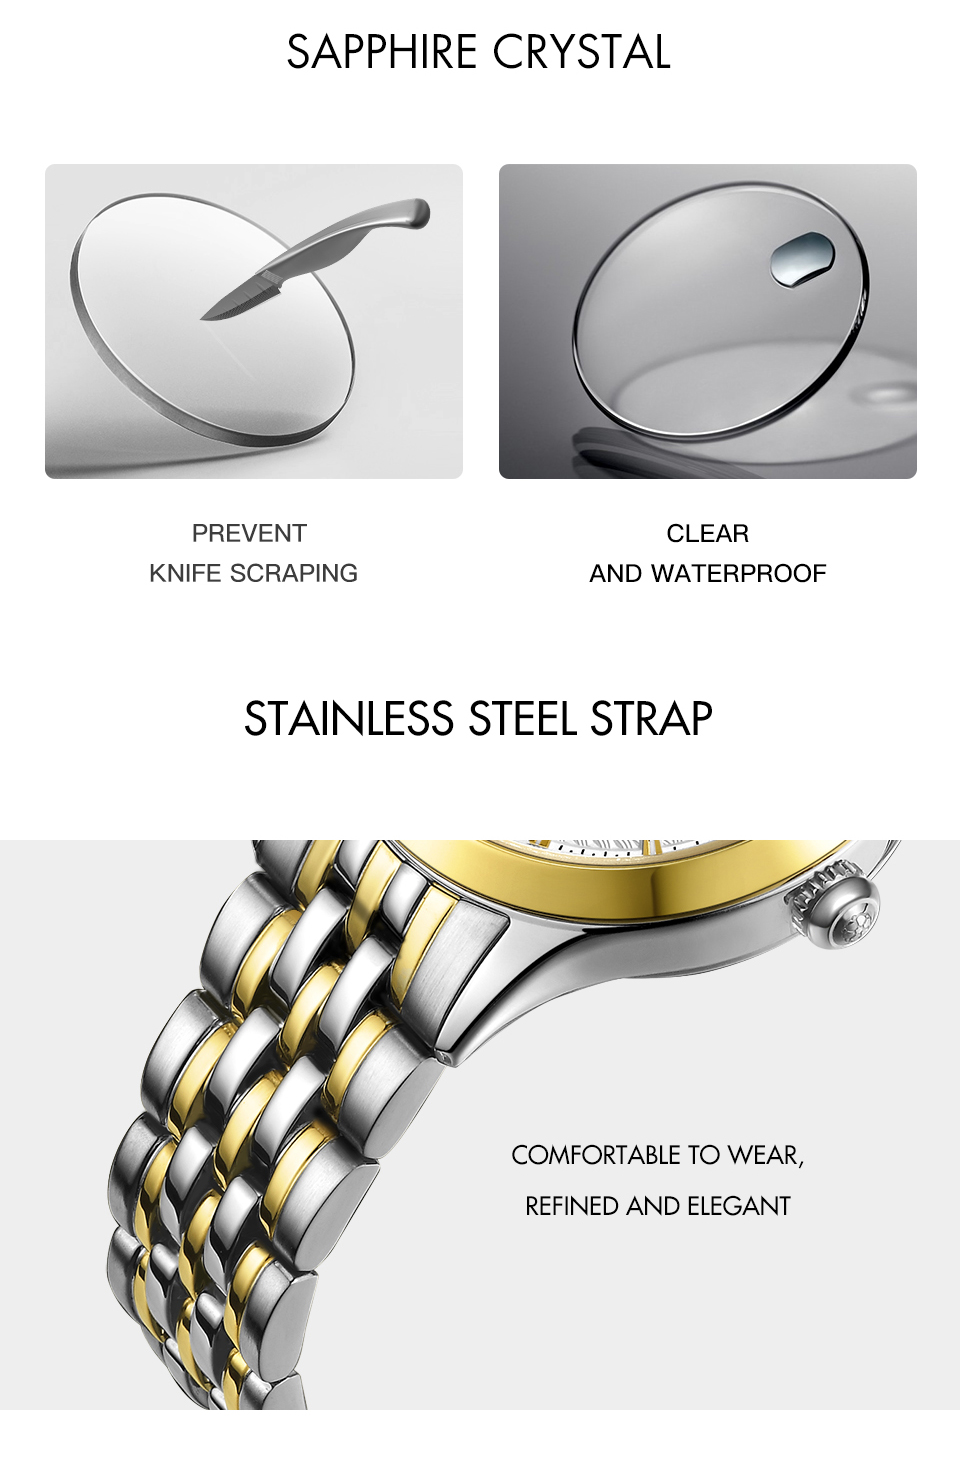 SAPPHIRE CRYSTAL
PREVENT
KNIFE SCRAPING
CLEAR
AND WATERPROOF
STAINLESS STEEL STRAP
COMFORTABLE TO WEAR,
REFINED AND ELEGANT